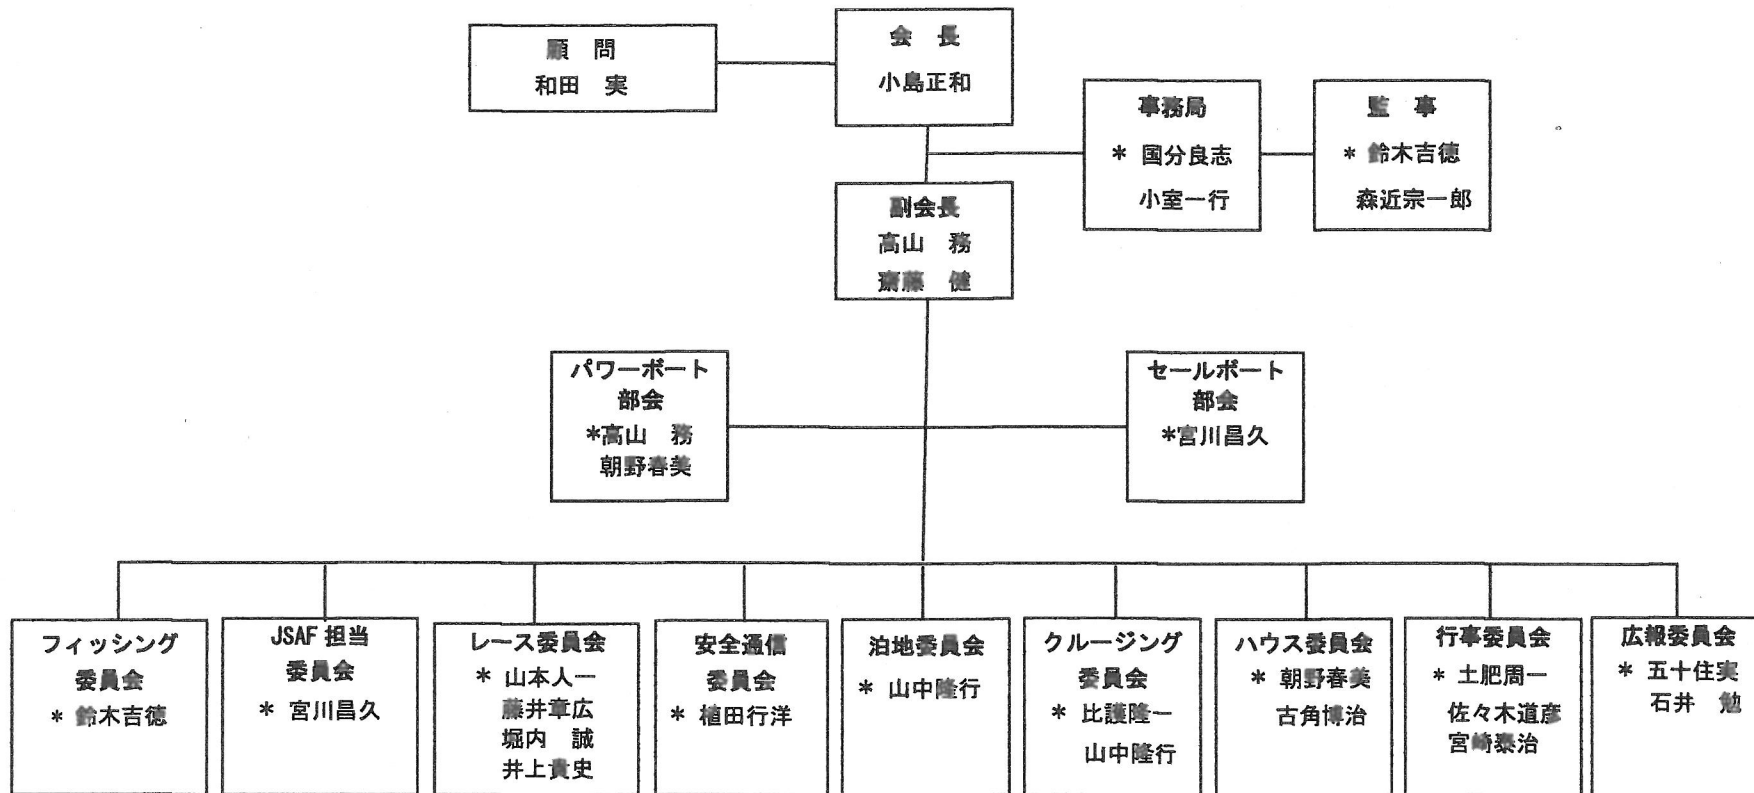 顧　問
和田　実
会　長
小島正和
事務局
* 国分良志
小室一行
監　事
* 鈴木吉徳
森近宗一郎
副会長
高山　務
齋藤　健
パワーボート
部会
*高山　務
朝野春美
セールボート
部会
*宮川昌久
フィッシング
委員会
* 鈴木吉徳
JSAF 担当
委員会
* 宮川昌久
レース委員会
* 山本人一
藤井章広
堀内　誠
井上貴史
安全通信
委員会
* 植田行洋
泊地委員会
* 山中隆行
クルージング
委員会
* 比護隆一
山中隆行
ハウス委員会
* 朝野春美
古角博治
行事委員会
* 土肥周一
佐々木道彦
宮崎泰治
広報委員会
* 五十住実
石井　勉